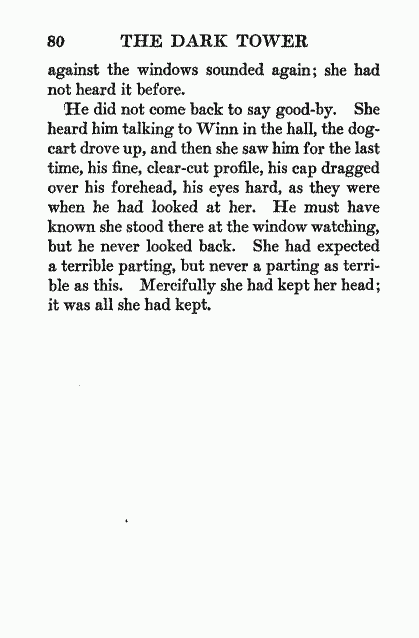 80 THE DARK TOWER
against the windows sounded again; she had
not heard it before.
He did not come back to say good-by. She
heard him talking to Winn in the hall, the dog-
cart drove up, and then she saw him for the last
time, his fine, clear-cut profile, his cap dragged
over his forehead, his eyes hard, as they were
when he had looked at her. He must have
known she stood there at the window watching,
but he never looked back. She had expected
a terrible parting, but never a parting as terri-
ble as this. Mercifully she had kept her head;
it was all she had kept.